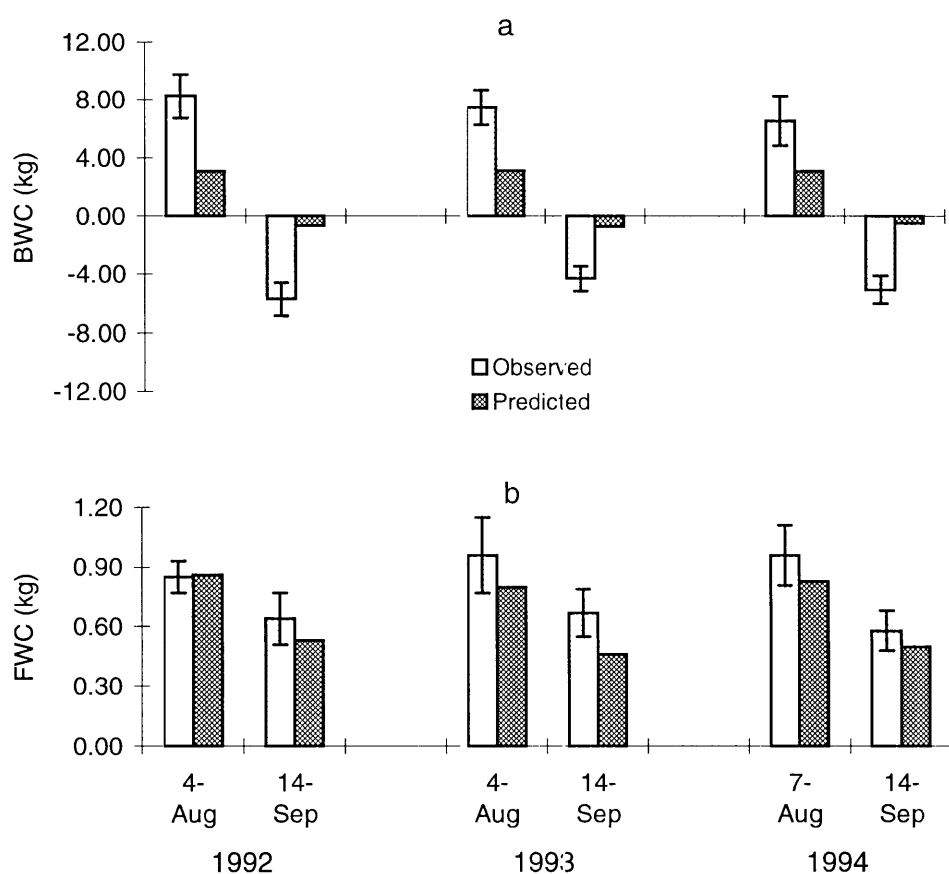 a
12.00
8.00
4.00
0.00
-4.00
-8.00
-12.00
BWC (kg)
Observed
Predicted
b
1.20
0.90
0.60
0.30
0.00
FWC (kg)
4- 14- 4- 14- 7- 14-
Aug Sep Aug Sep Aug Sep
1992 1993 1994